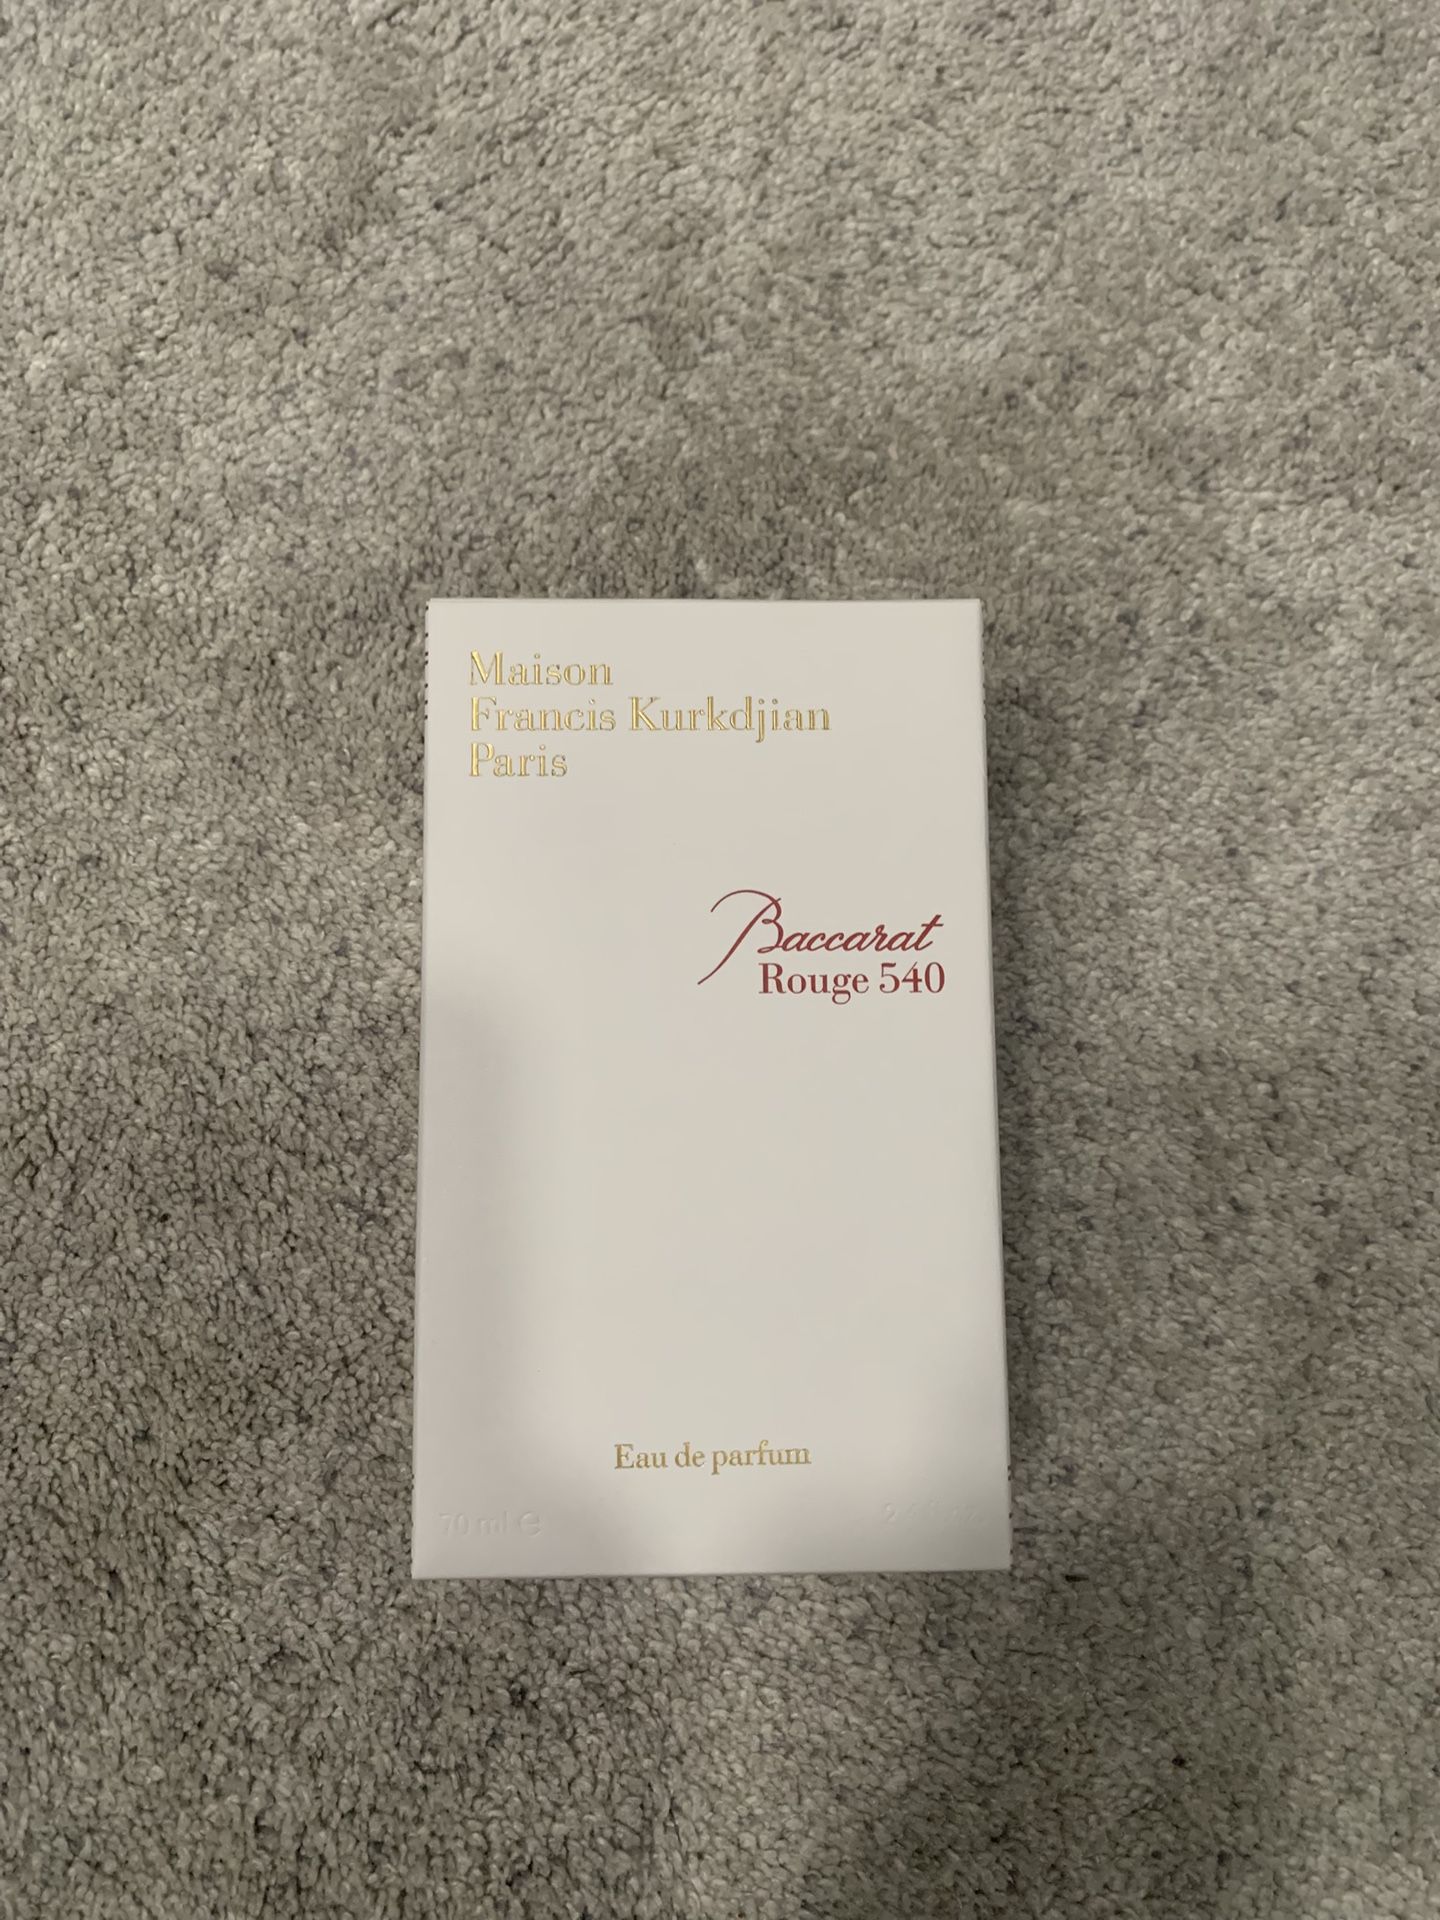 Maison
Francis Kurkdjian
Paris
Baccarat
Rouge 540
Eau de parfum
70 ml ℮